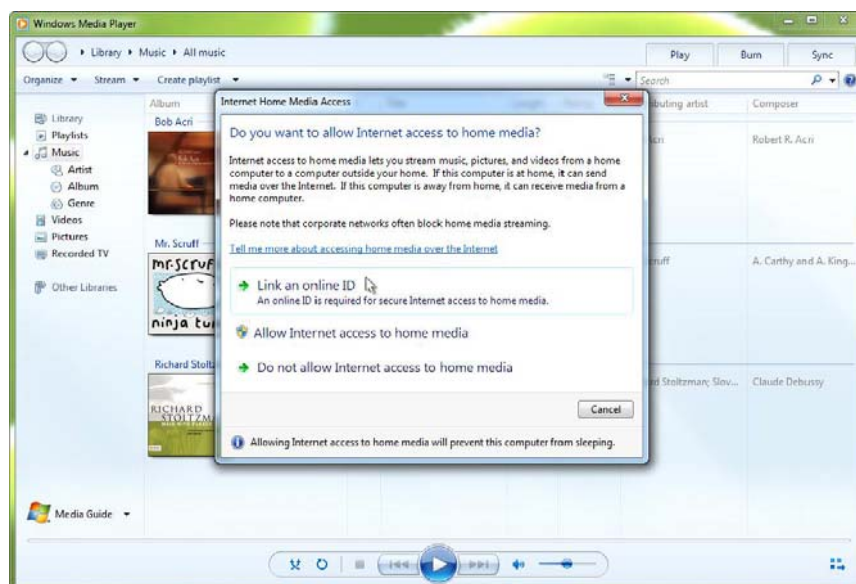 Windows Media Player
Library Music All music
Play Burn Sync
Organize Stream Create playlist Search
Album
Composer
Library
Playlists
Music
Artist
Album
Genre
Videos
Pictures
Recorded TV
Other Libraries
Bob Acri
Robert R. Acri
Mr. Scruff
mr.scruf
ninja tu
A. Carthy and A. King...
Richard Stolt
RICHARD
STOLTZMA
rd Stoltzman; Slov... Claude Debussy
Internet Home Media Access
Do you want to allow Internet access to home media?
Internet access to home media lets you stream music, pictures, and videos from a home
computer to a computer outside your home. If this computer is at home, it can send
media over the Internet. If this computer is away from home, it can receive media from a
home computer.
Please note that corporate networks often block home media streaming.
Tell me more about accessing home media over the Internet
Link an online ID
An online ID is required for secure Internet access to home media.
Allow Internet access to home media
Do not allow Internet access to home media
Cancel
Allowing Internet access to home media will prevent this computer from sleeping.
Media Guide